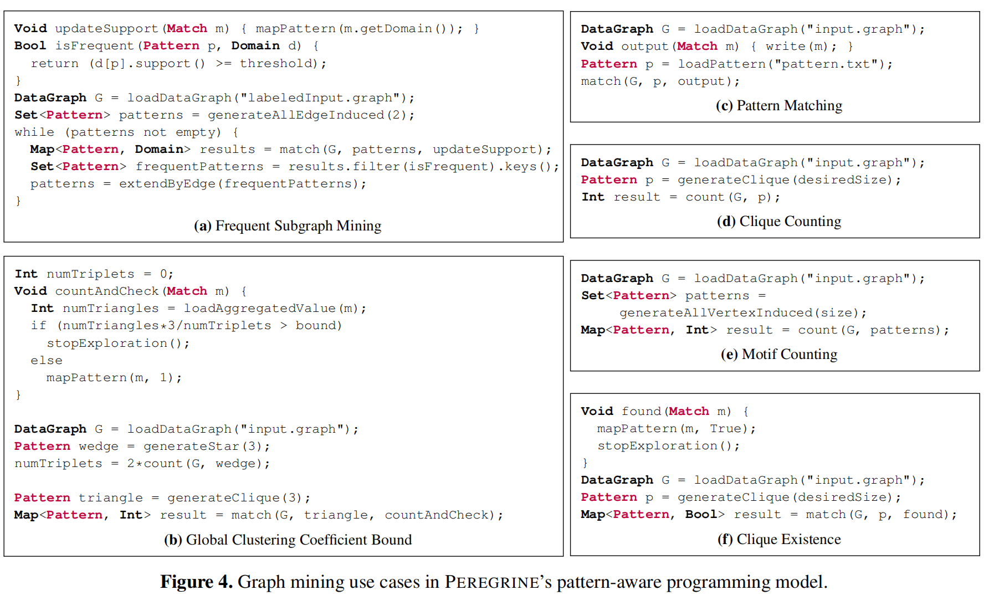 Void updateSupport(Match m) { mapPattern(m.getDomain()); }
Bool isFrequent(Pattern p, Domain d) {
  return (d[p].support() >= threshold);
}
DataGraph G = loadDataGraph("labeledInput.graph");
Set<Pattern> patterns = generateAllEdgeInduced(2);
while (patterns not empty) {
  Map<Pattern, Domain> results = match(G, patterns, updateSupport);
  Set<Pattern> frequentPatterns = results.filter(isFrequent).keys();
  patterns = extendByEdge(frequentPatterns);
}
(a) Frequent Subgraph Mining
Int numTriplets = 0;
Void countAndCheck(Match m) {
  Int numTriangles = loadAggregatedValue(m);
  if (numTriangles*3/numTriplets > bound)
    stopExploration();
  else
    mapPattern(m, 1);
}
DataGraph G = loadDataGraph("input.graph");
Pattern wedge = generateStar(3);
numTriplets = 2*count(G, wedge);
Pattern triangle = generateClique(3);
Map<Pattern, Int> result = match(G, triangle, countAndCheck);
(b) Global Clustering Coefficient Bound
DataGraph G = loadDataGraph("input.graph");
Void output(Match m) { write(m); }
Pattern p = loadPattern("pattern.txt");
match(G, p, output);
(c) Pattern Matching
DataGraph G = loadDataGraph("input.graph");
Pattern p = generateClique(desiredSize);
Int result = count(G, p);
(d) Clique Counting
DataGraph G = loadDataGraph("input.graph");
Set<Pattern> patterns =
    generateAllVertexInduced(size);
Map<Pattern, Int> result = count(G, patterns);
(e) Motif Counting
Void found(Match m) {
  mapPattern(m, True);
  stopExploration();
}
DataGraph G = loadDataGraph("input.graph");
Pattern p = generateClique(desiredSize);
Map<Pattern, Bool> result = match(G, p, found);
(f) Clique Existence
Figure 4. Graph mining use cases in PEREGRINE's pattern-aware programming model.